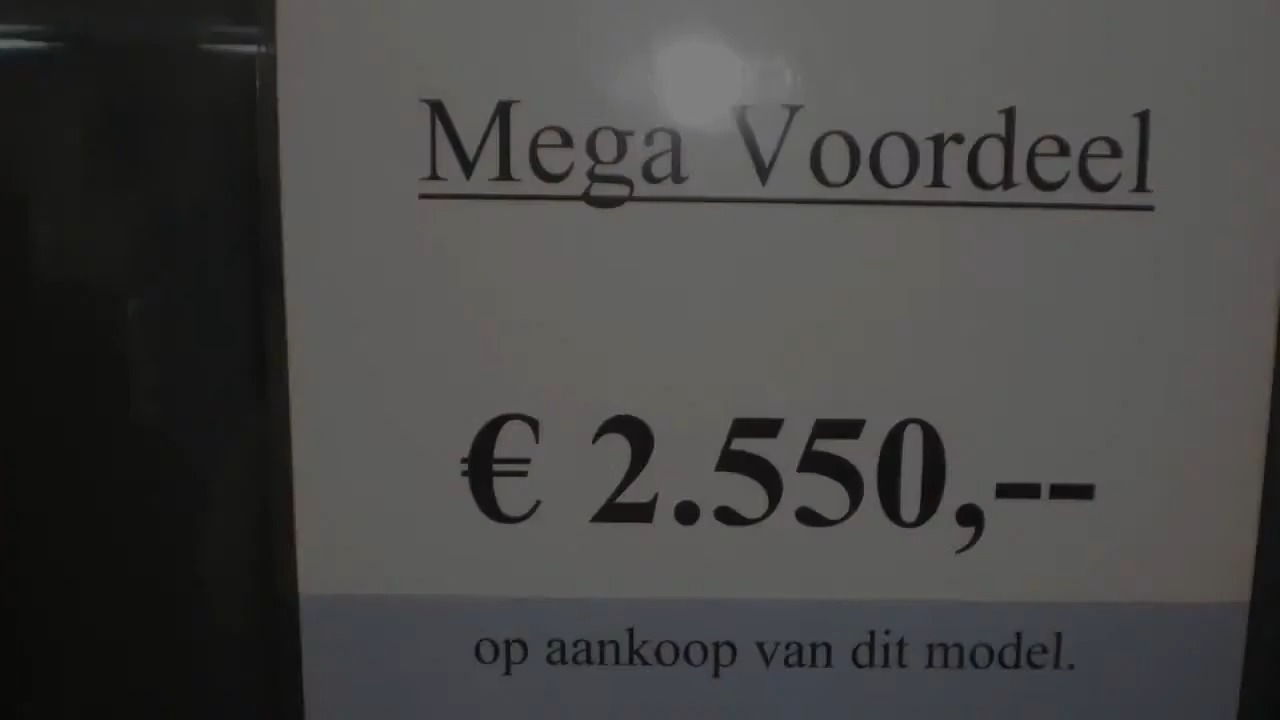 Mega Voordeel
€ 2.550,--
op aankoop van dit model.